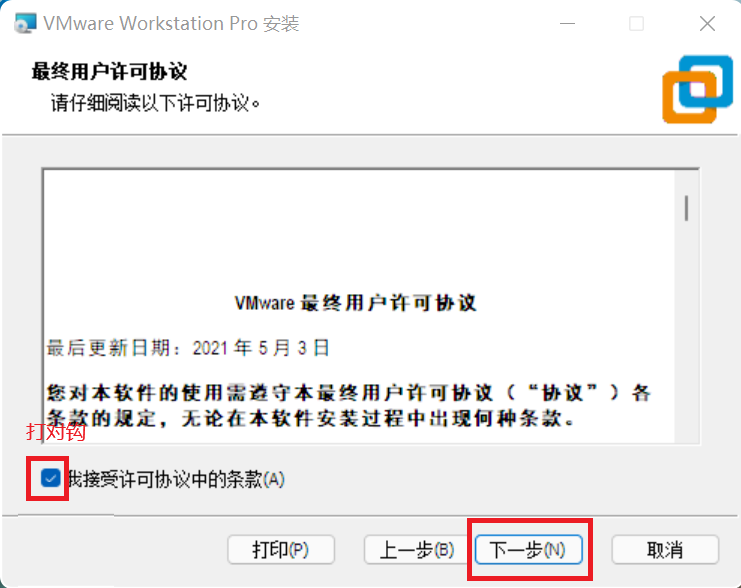 VMware Workstation Pro 安装
最终用户许可协议
请仔细阅读以下许可协议。
VMware 最终用户许可协议
最后更新日期：2021 年 5 月 3 日
您对本软件的使用需遵守本最终用户许可协议（“协议”）各
条款的规定，无论在本软件安装过程中出现何种条款。
打对钩
我接受许可协议中的条款(A)
打印(P)
上一步(B)
下一步(N)
取消